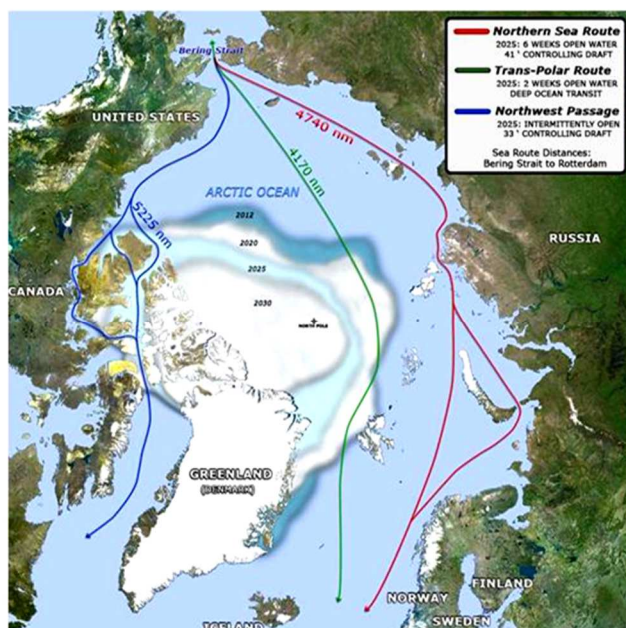 Bering Strait
Northern Sea Route
2025: 6 WEEKS OPEN WATER
41' CONTROLLING DRAFT
Trans-Polar Route
2025: 2 WEEKS OPEN WATER
DEEP OCEAN TRANSIT
Northwest Passage
2025: INTERMITTENTLY OPEN
33' CONTROLLING DRAFT
Sea Route Distances:
Bering Strait to Rotterdam
UNITED STATES
4740 nm
4170 nm
ARCTIC OCEAN
5225 nm
2012
2020
2025
2030
NORTH POLE
RUSSIA
CANADA
GREENLAND
(DENMARK)
NORWAY
FINLAND
SWEDEN
ICELAND